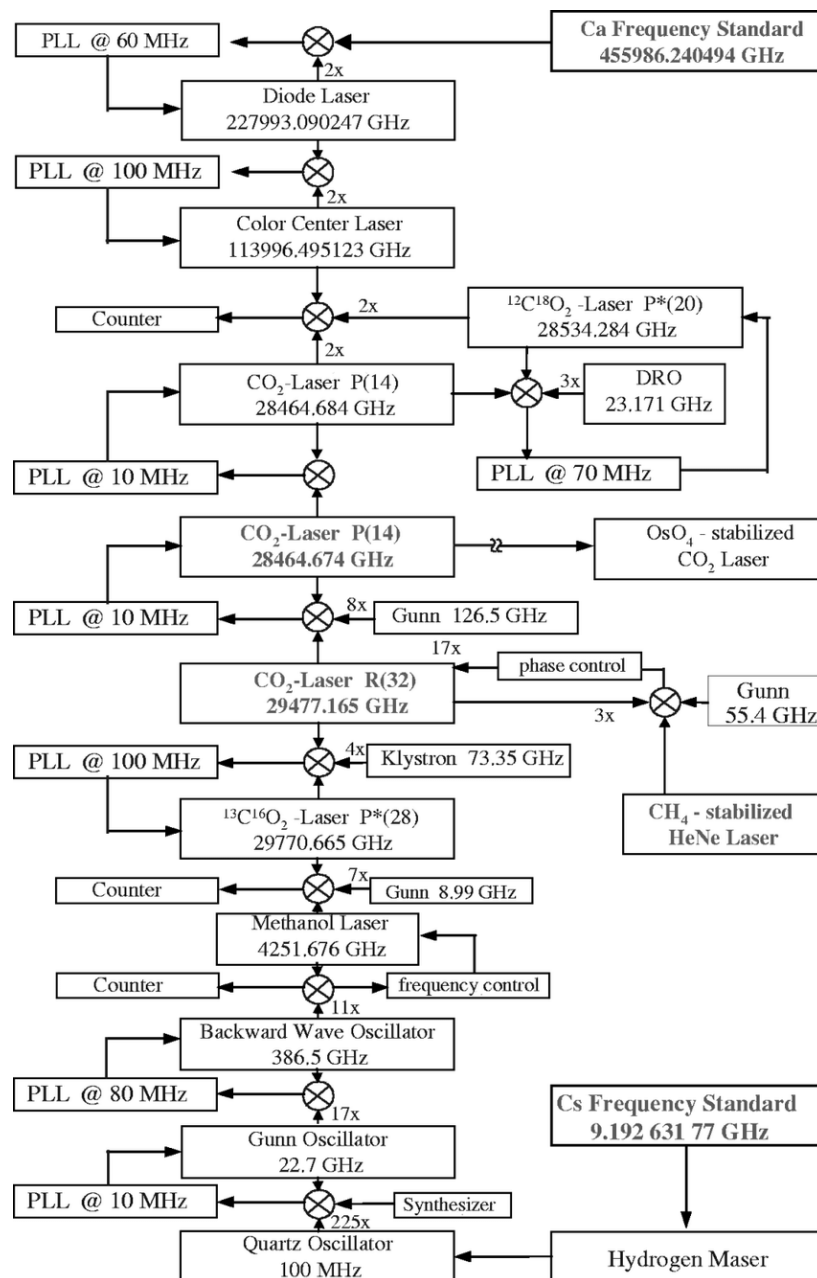 PLL @ 60 MHz
Ca Frequency Standard
455986.240494 GHz
2x
Diode Laser
227993.090247 GHz
PLL @ 100 MHz
2x
Color Center Laser
113996.495123 GHz
Counter
2x
¹²C¹⁸O₂ -Laser P*(20)
28534.284 GHz
2x
CO₂-Laser P(14)
28464.684 GHz
3x
DRO
23.171 GHz
PLL @ 10 MHz
PLL @ 70 MHz
CO₂-Laser P(14)
28464.674 GHz
OsO₄ - stabilized
CO₂ Laser
PLL @ 10 MHz
8x
Gunn 126.5 GHz
17x
phase control
CO₂-Laser R(32)
29477.165 GHz
3x
Gunn
55.4 GHz
PLL @ 100 MHz
4x
Klystron 73.35 GHz
¹³C¹⁶O₂ -Laser P*(28)
29770.665 GHz
CH₄ - stabilized
HeNe Laser
Counter
7x
Gunn 8.99 GHz
Methanol Laser
4251.676 GHz
Counter
frequency control
11x
Backward Wave Oscillator
386.5 GHz
PLL @ 80 MHz
17x
Cs Frequency Standard
9.192 631 77 GHz
Gunn Oscillator
22.7 GHz
PLL @ 10 MHz
Synthesizer
225x
Quartz Oscillator
100 MHz
Hydrogen Maser